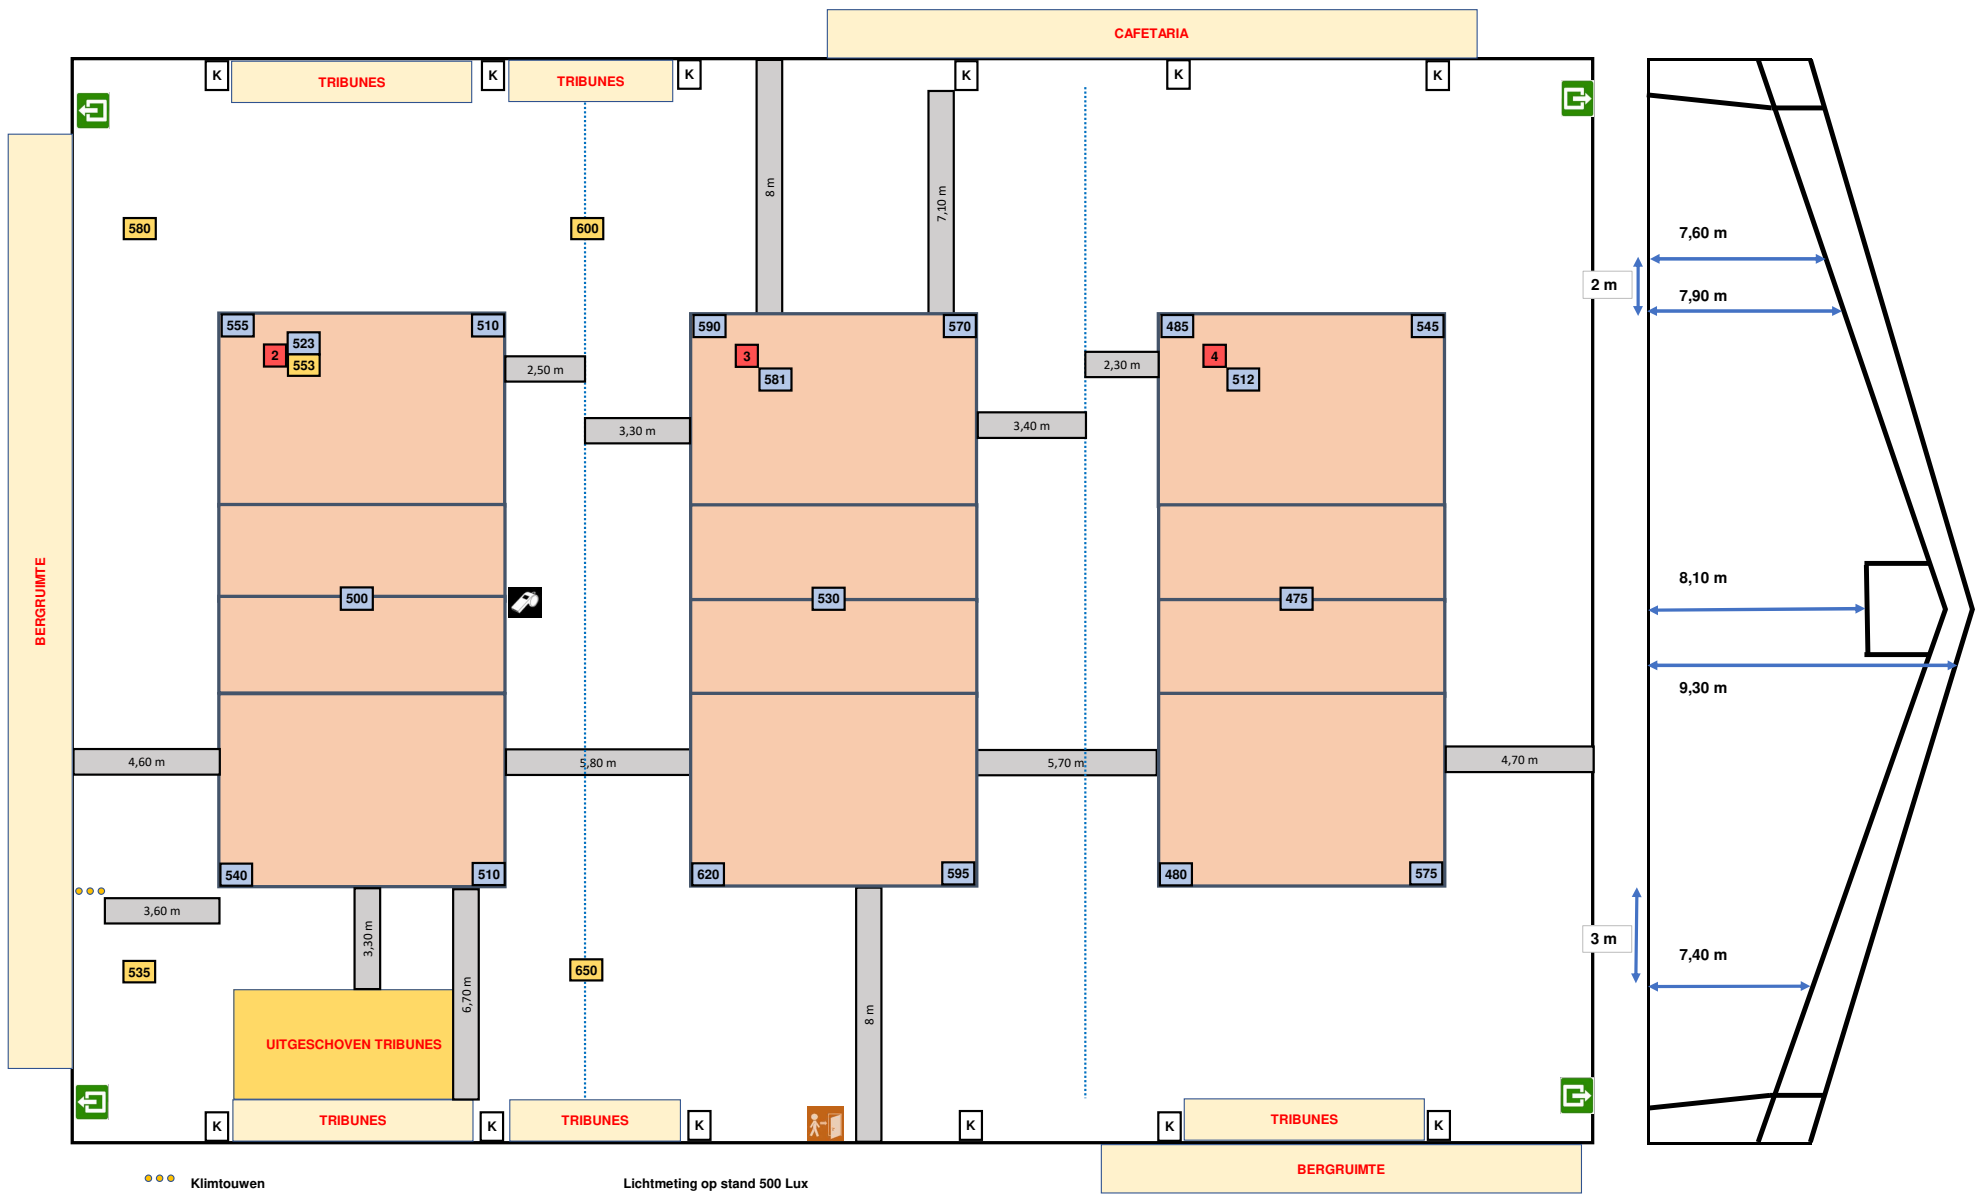 CAFETARIA
K
TRIBUNES
K
TRIBUNES
K
K
K
K
8 m
7,10 m
580
600
7,60 m
2 m
7,90 m
555
510
590
570
485
545
2
523
553
3
581
4
512
2,50 m
2,30 m
3,30 m
3,40 m
BERGRUIMTE
500
530
475
8,10 m
9,30 m
4,60 m
5,80 m
5,70 m
4,70 m
540
510
620
595
480
575
3,60 m
3,30 m
3 m
7,40 m
535
650
6,70 m
8 m
UITGESCHOVEN TRIBUNES
K
TRIBUNES
K
TRIBUNES
K
K
K
TRIBUNES
K
BERGRUIMTE
Klimtouwen
Lichtmeting op stand 500 Lux